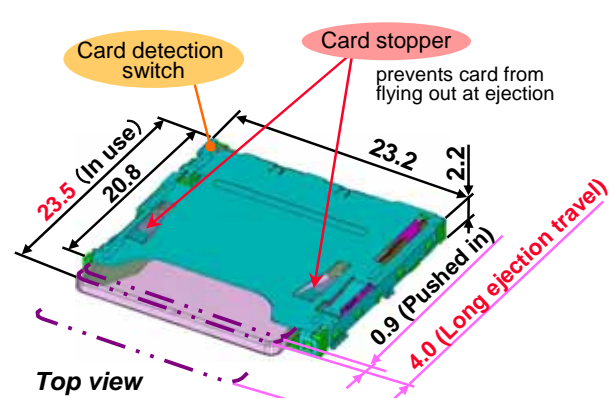 Card detection
switch
Card stopper
prevents card from
flying out at ejection
23.5 (In use)
20.8
23.2
2.2
0.9 (Pushed in)
4.0 (Long ejection travel)
Top view